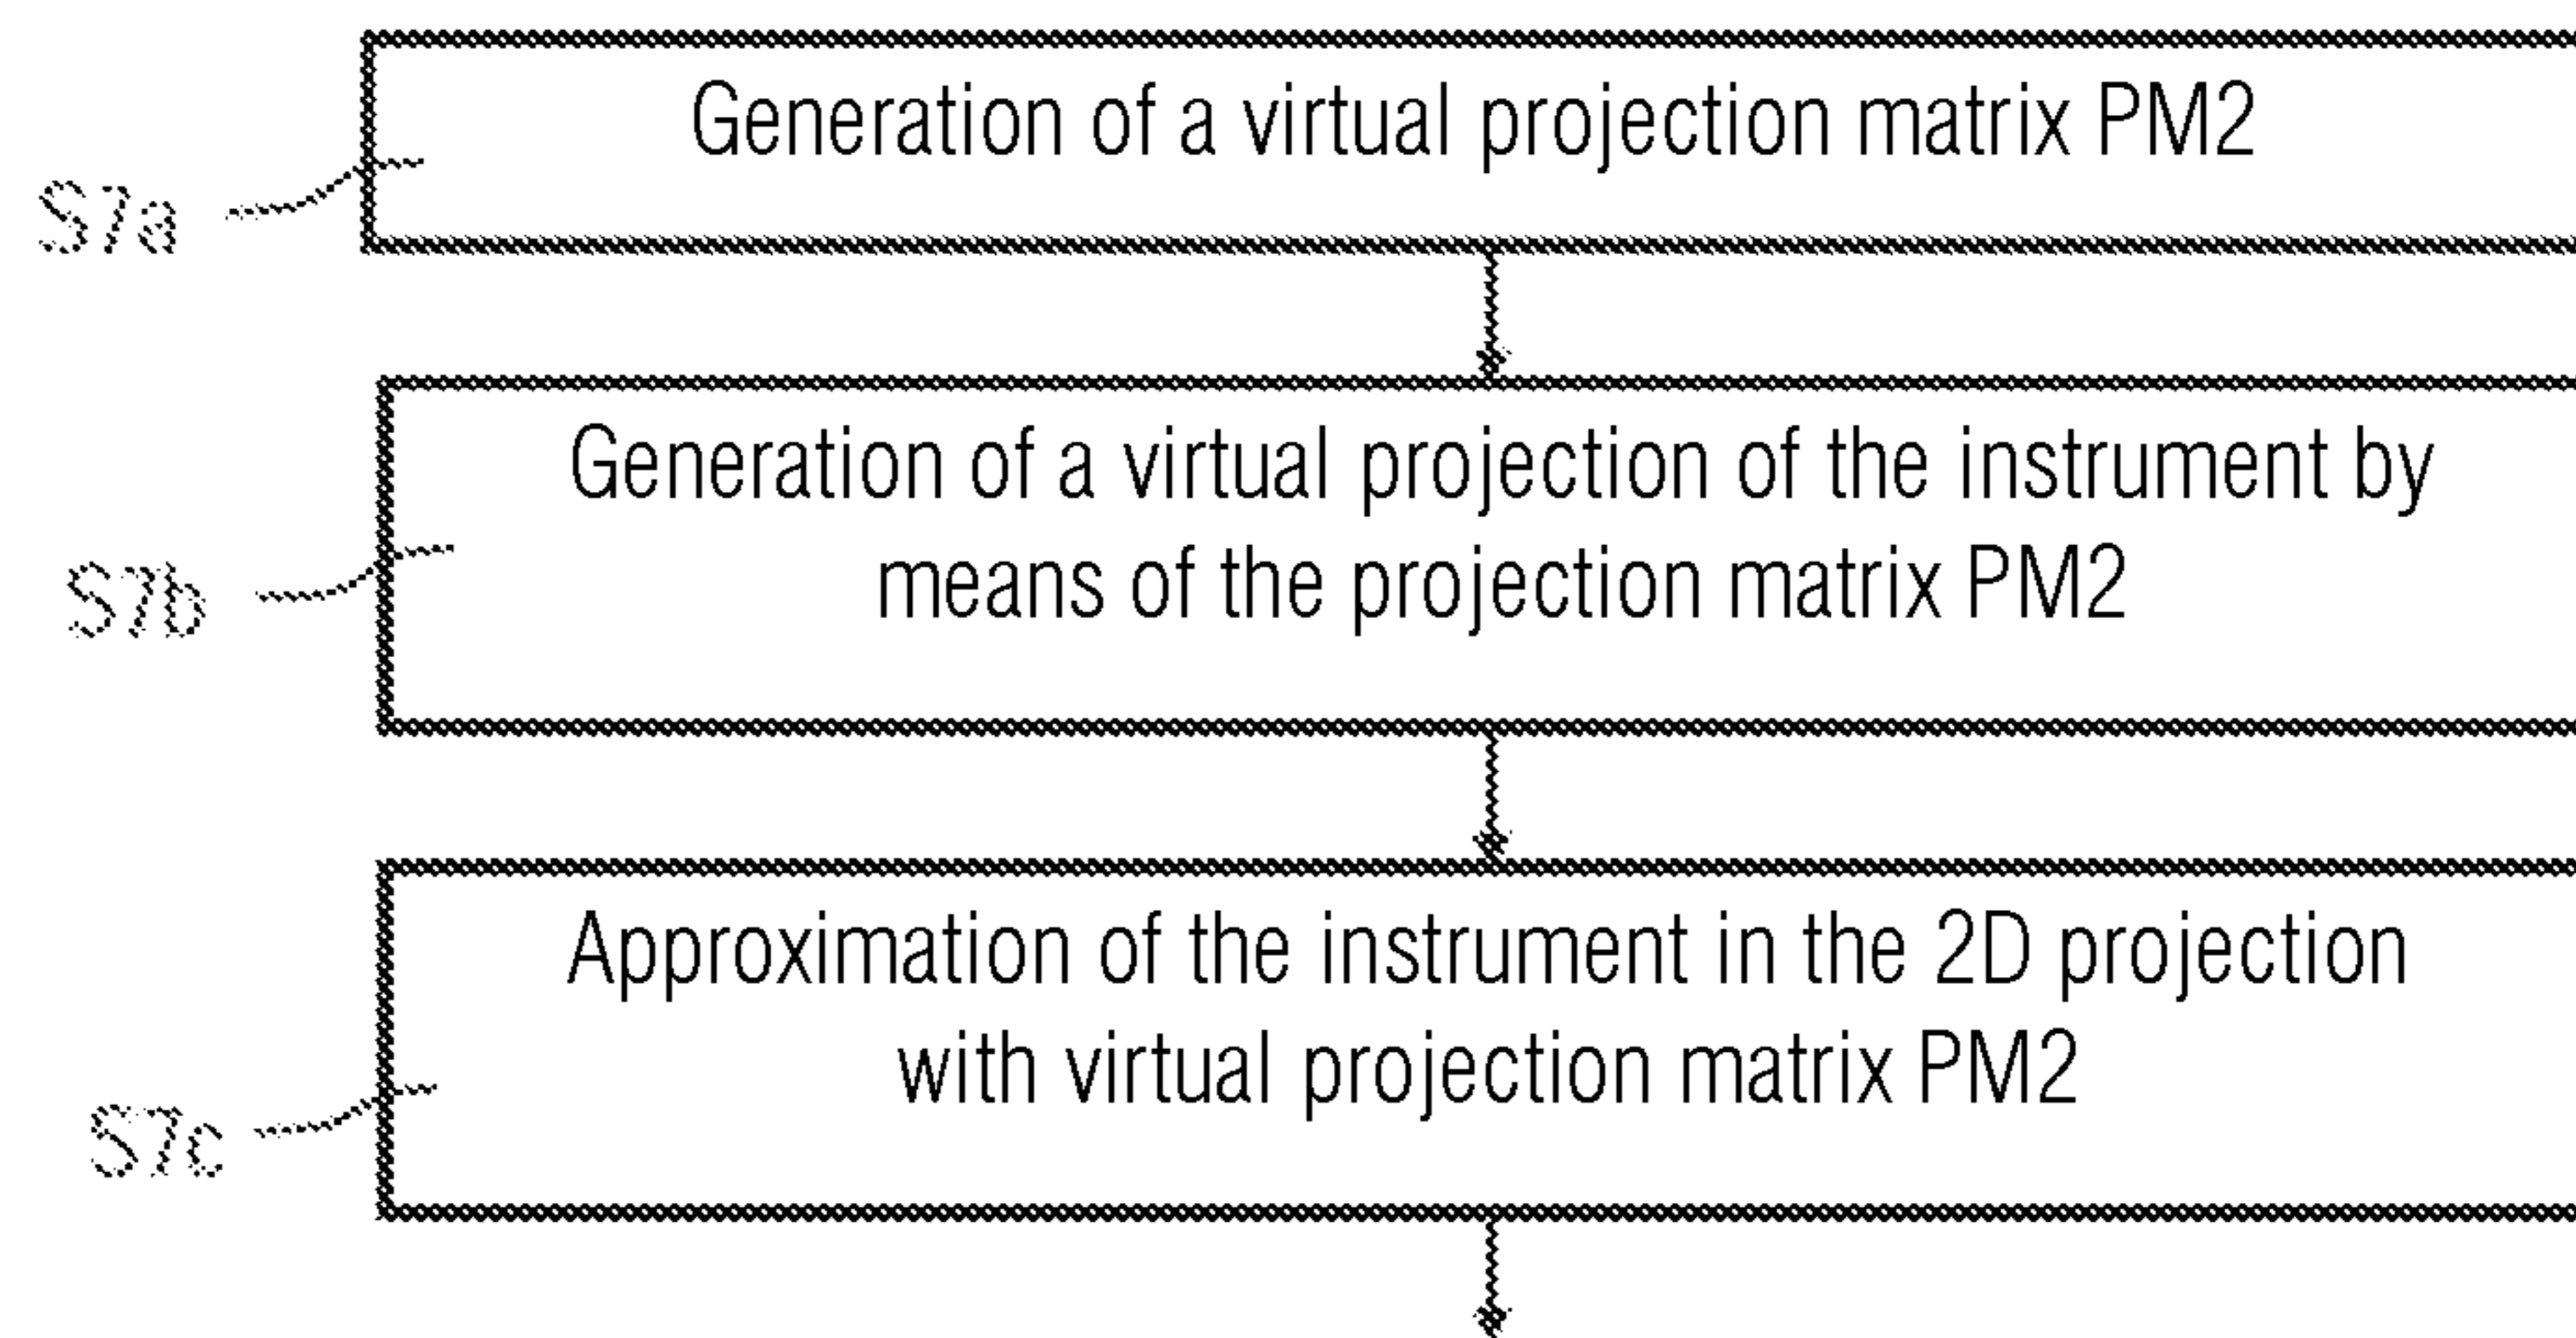 Generation of a virtual projection matrix PM2
S7a
Generation of a virtual projection of the instrument by
means of the projection matrix PM2
S7b
Approximation of the instrument in the 2D projection
with virtual projection matrix PM2
S7c